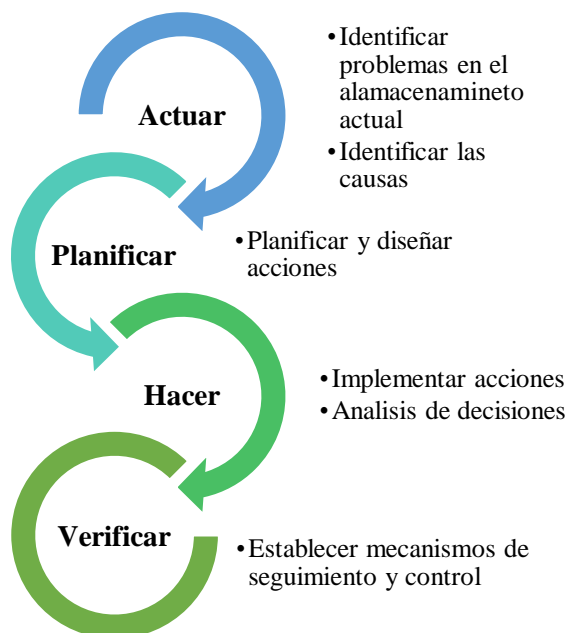 Actuar
•Identificar
problemas en el
alamacenamineto
actual
•Identificar las
causas
Planificar
•Planificar y diseñar
acciones
Hacer
•Implementar acciones
•Analisis de decisiones
Verificar
•Establecer mecanismos de
seguimiento y control